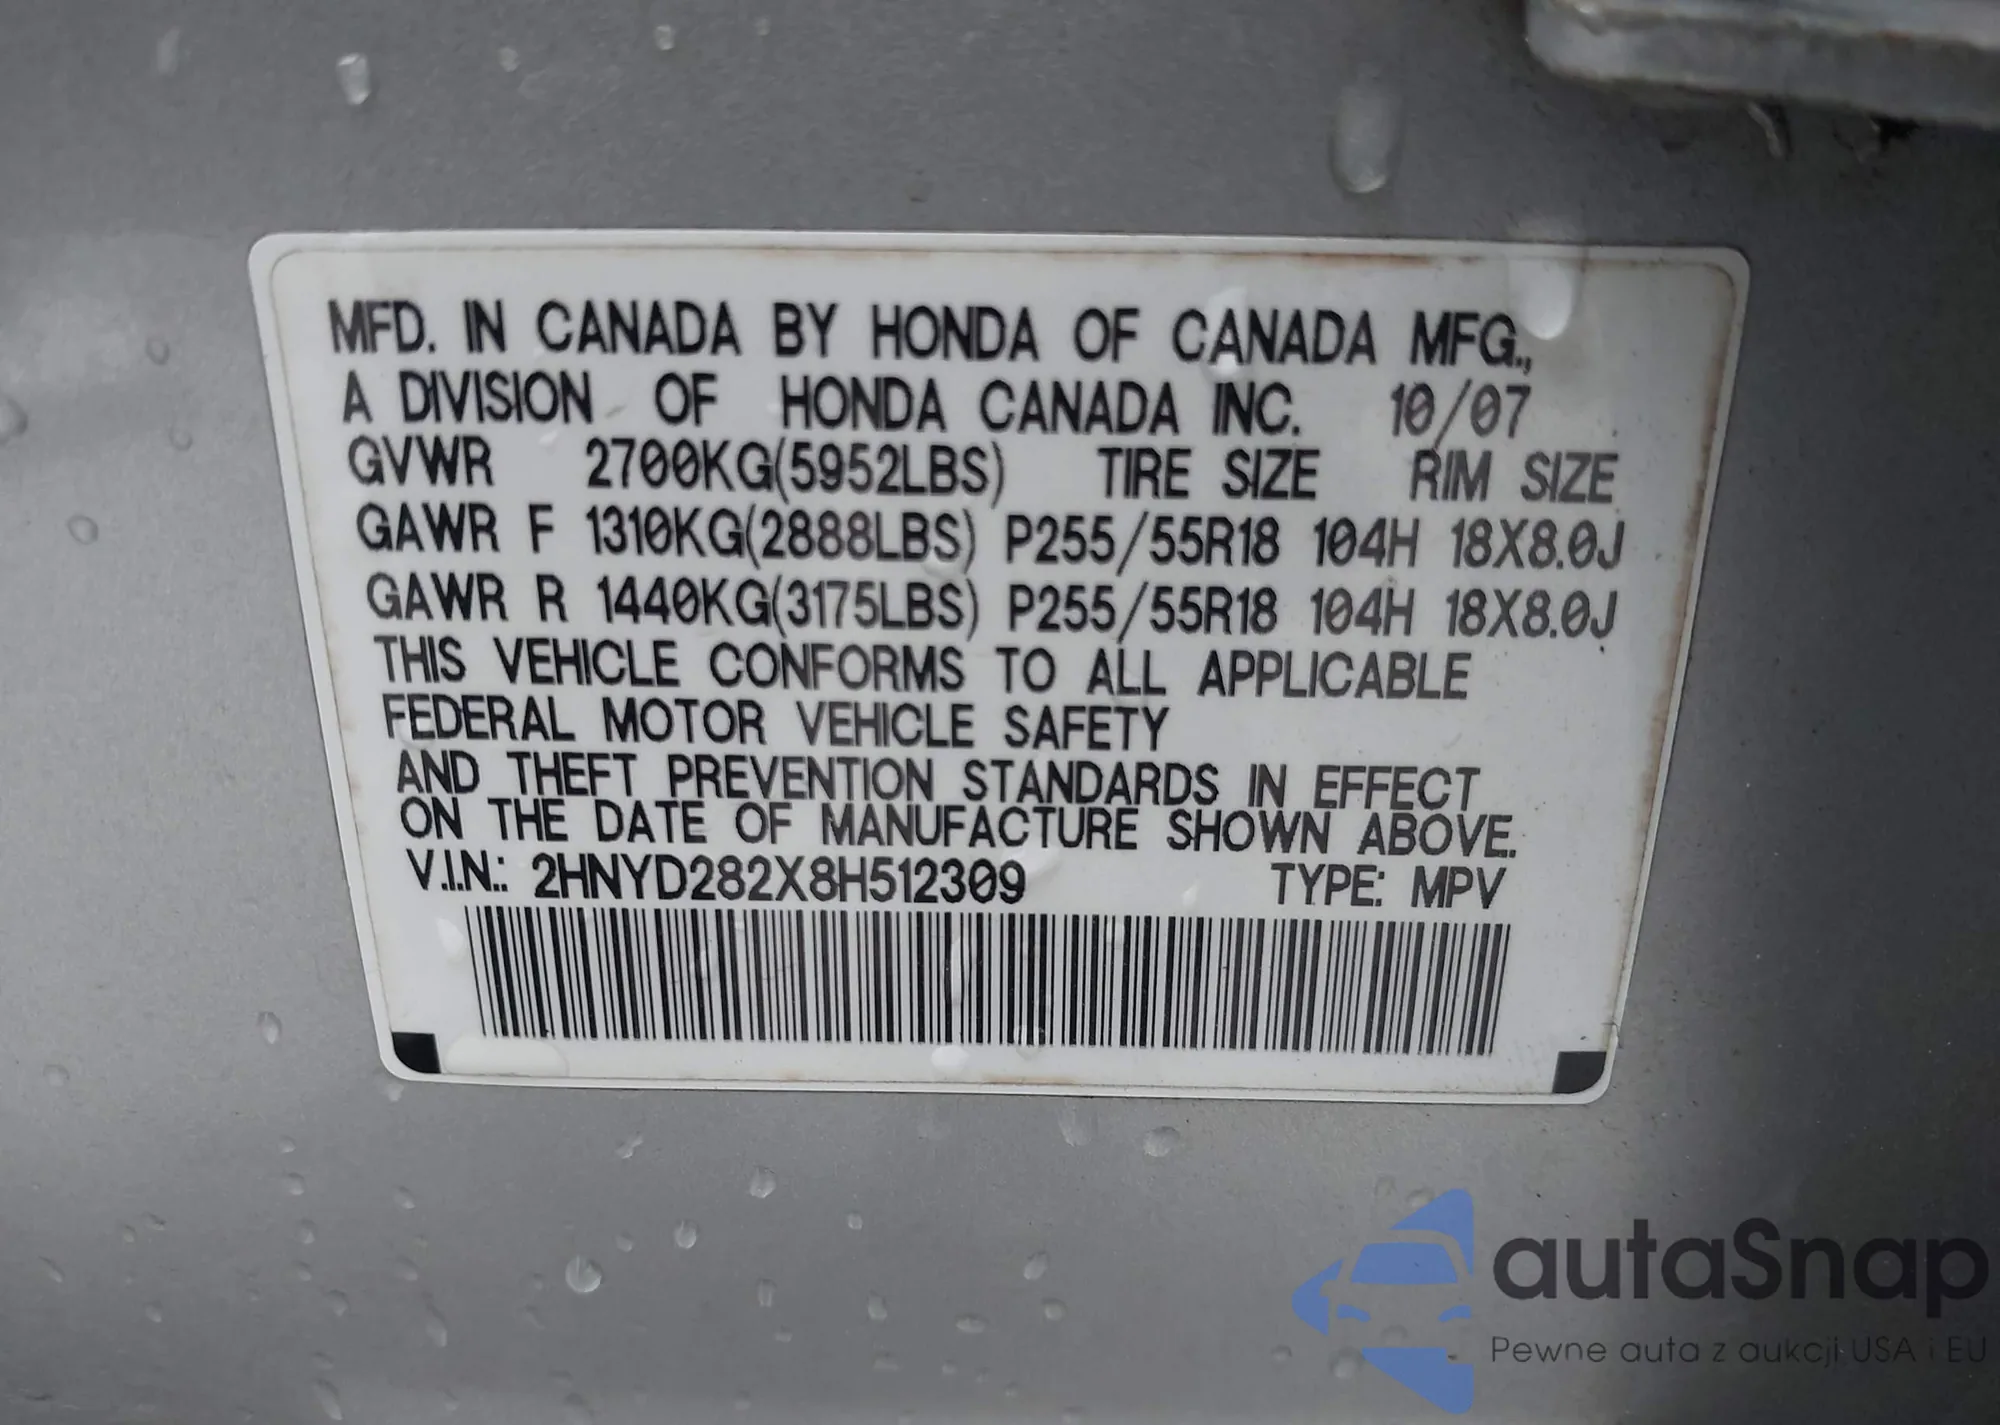 MFD. IN CANADA BY HONDA OF CANADA MFG.,
A DIVISION OF HONDA CANADA INC. 10/07
GVWR 2700KG(5952LBS) TIRE SIZE RIM SIZE
GAWR F 1310KG(2888LBS) P255/55R18 104H 18X8.0J
GAWR R 1440KG(3175LBS) P255/55R18 104H 18X8.0J
THIS VEHICLE CONFORMS TO ALL APPLICABLE
FEDERAL MOTOR VEHICLE SAFETY
AND THEFT PREVENTION STANDARDS IN EFFECT
ON THE DATE OF MANUFACTURE SHOWN ABOVE.
V.I.N.: 2HNYD282X8H512309 TYPE: MPV
autaSnap
Pewne auta z aukcji USA i EU